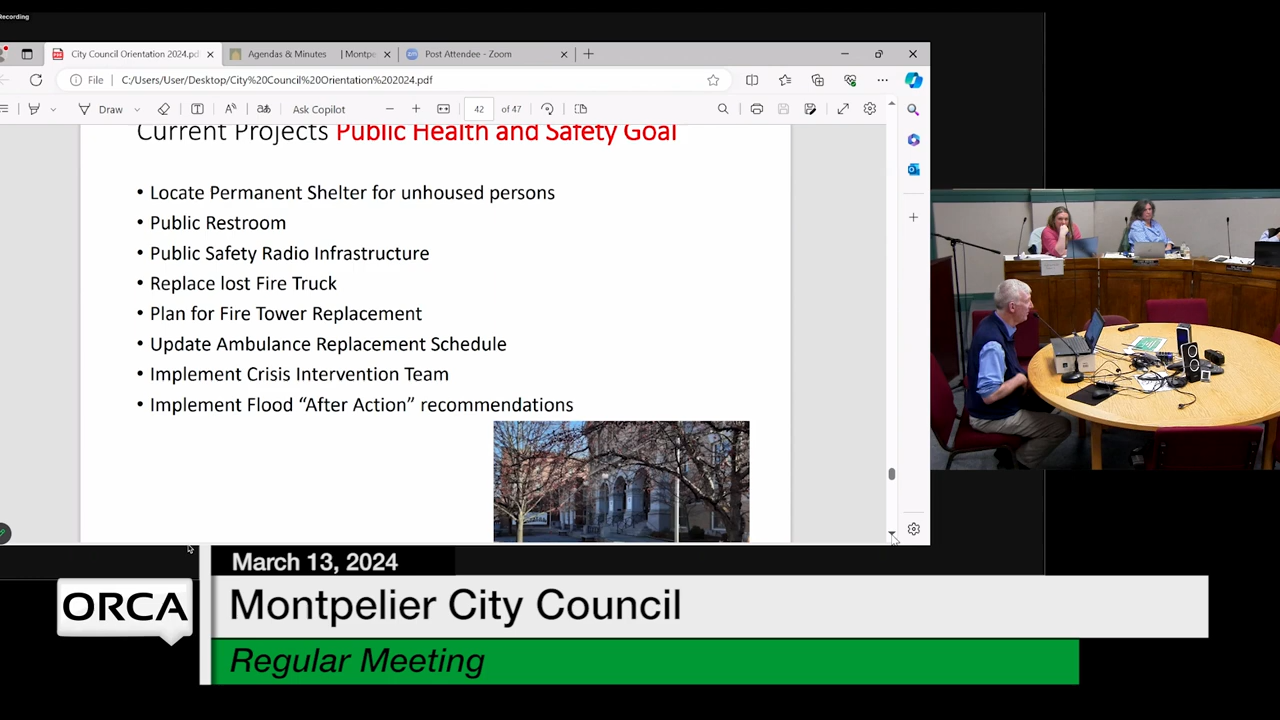 Recording
City Council Orientation 2024.pdf
Agendas & Minutes | Montpe
Post Attendee - Zoom
File C:/Users/User/Desktop/City%20Council%20Orientation%202024.pdf
Draw
Ask Copilot
42 of 47
Current Projects Public Health and Safety Goal
• Locate Permanent Shelter for unhoused persons
• Public Restroom
• Public Safety Radio Infrastructure
• Replace lost Fire Truck
• Plan for Fire Tower Replacement
• Update Ambulance Replacement Schedule
• Implement Crisis Intervention Team
• Implement Flood “After Action” recommendations
March 13, 2024
ORCA
Montpelier City Council
Regular Meeting